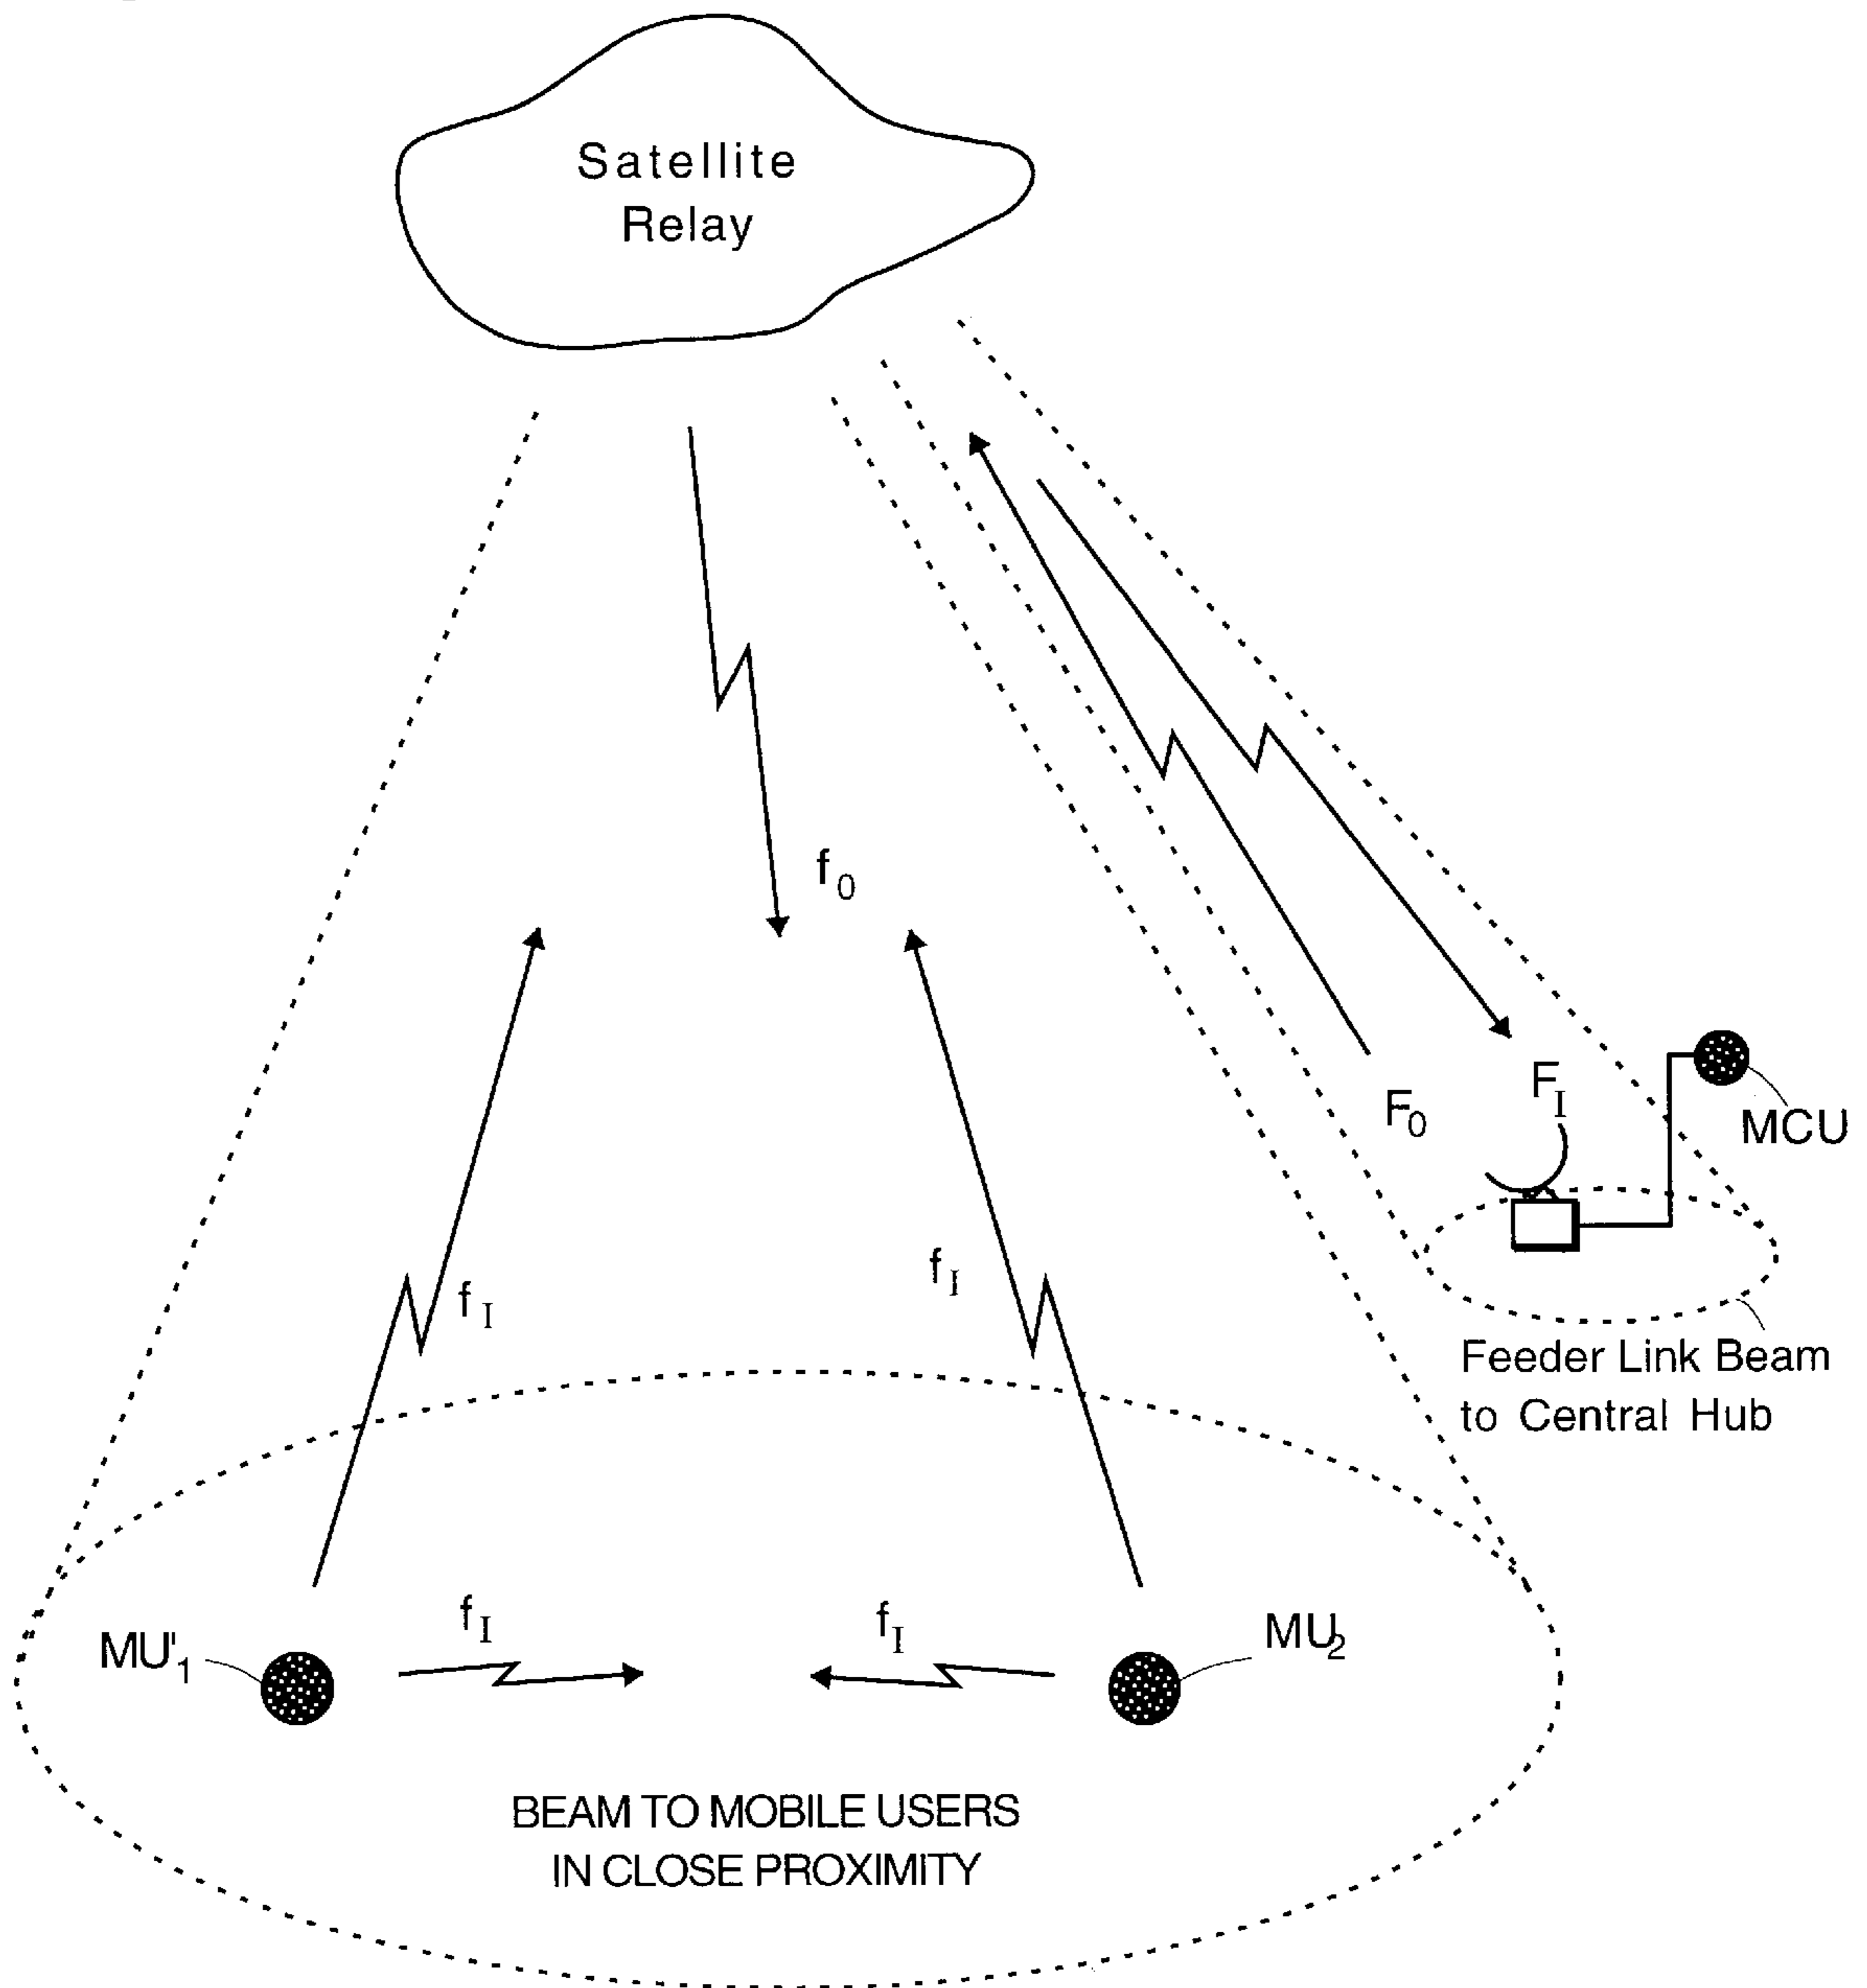 Satellite
Relay
f0
F0
FI
MCU
fI
fI
Feeder Link Beam
to Central Hub
fI
fI
MU'1
MU2
BEAM TO MOBILE USERS
IN CLOSE PROXIMITY